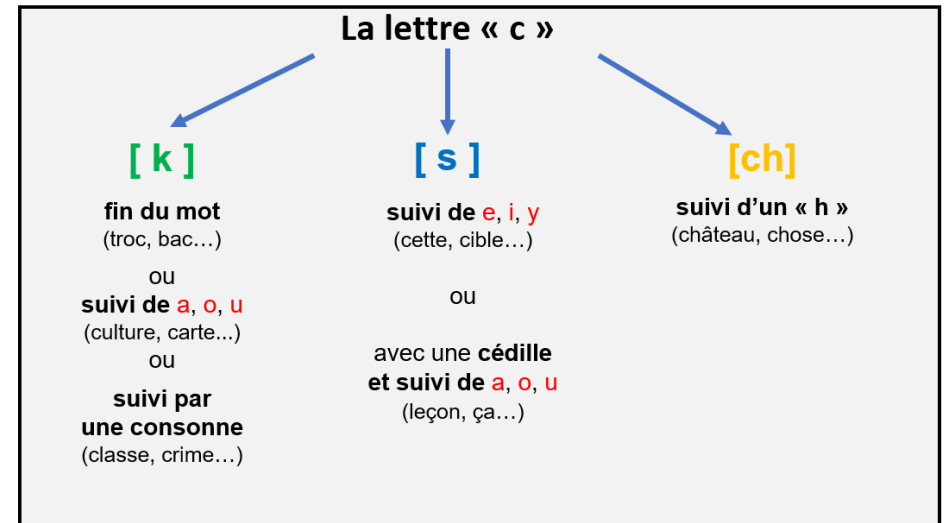 La lettre « c »
[ k ]
fin du mot
(troc, bac…)
ou
suivi de a, o, u
(culture, carte...)
ou
suivi par
une consonne
(classe, crime…)
[ s ]
suivi de e, i, y
(cette, cible…)
ou
avec une cédille
et suivi de a, o, u
(leçon, ça…)
[ch]
suivi d’un « h »
(château, chose…)